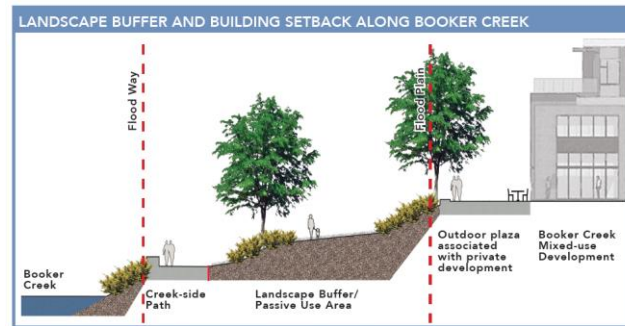 LANDSCAPE BUFFER AND BUILDING SETBACK ALONG BOOKER CREEK
Flood Way
Flood Plain
Booker
Creek
Creek-side
Path
Landscape Buffer/
Passive Use Area
Outdoor plaza
associated
with private
development
Booker Creek
Mixed-use
Development